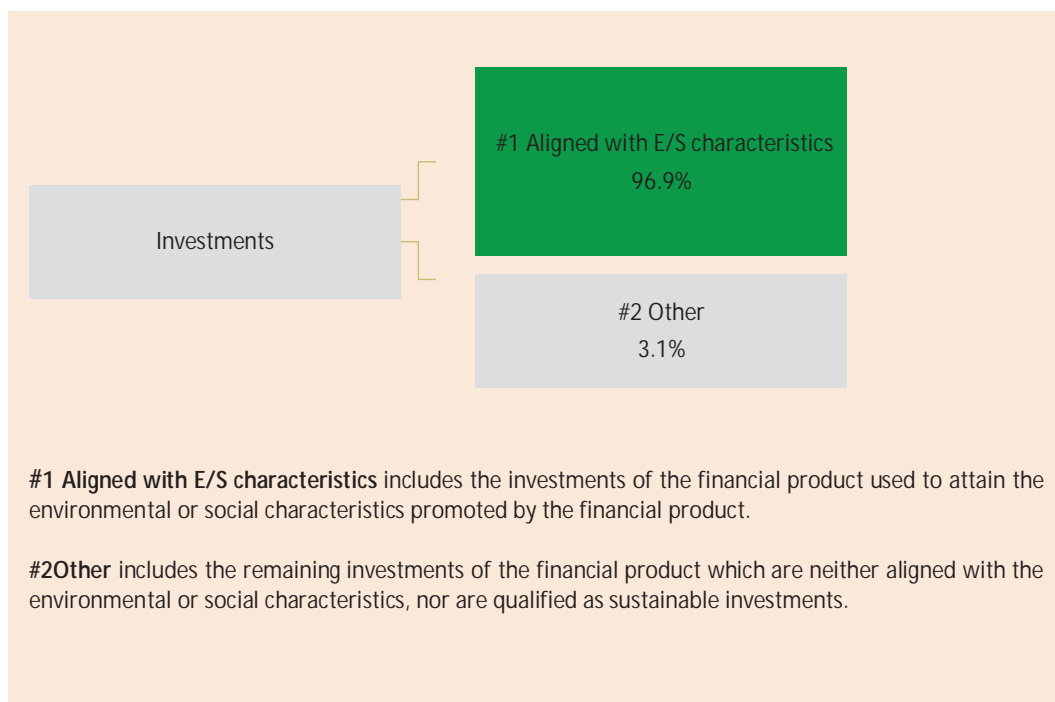 #1 Aligned with E/S characteristics
96.9%
Investments
#2 Other
3.1%
#1 Aligned with E/S characteristics includes the investments of the financial product used to attain the
environmental or social characteristics promoted by the financial product.
#2Other includes the remaining investments of the financial product which are neither aligned with the
environmental or social characteristics, nor are qualified as sustainable investments.